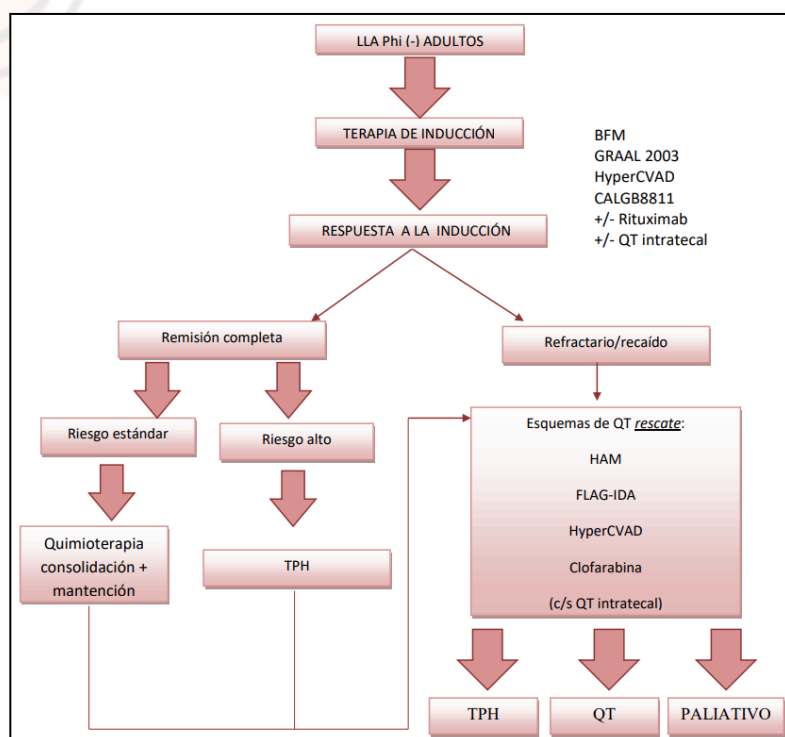 LLA Phi (-) ADULTOS
TERAPIA DE INDUCCIÓN
BFM
GRAAL 2003
HyperCVAD
CALGB8811
+/- Rituximab
+/- QT intratecal
RESPUESTA A LA INDUCCIÓN
Remisión completa
Refractario/recaído
Riesgo estándar
Riesgo alto
Quimioterapia
consolidación +
mantención
TPH
Esquemas de QT rescate:
HAM
FLAG-IDA
HyperCVAD
Clofarabina
(c/s QT intratecal)
TPH
QT
PALIATIVO